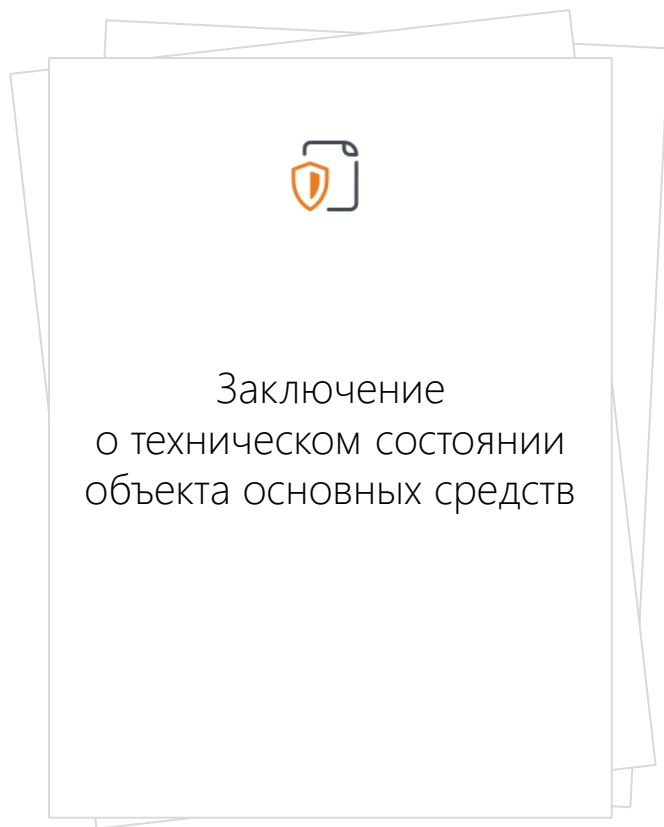 Заключение
о техническом состоянии
объекта основных средств